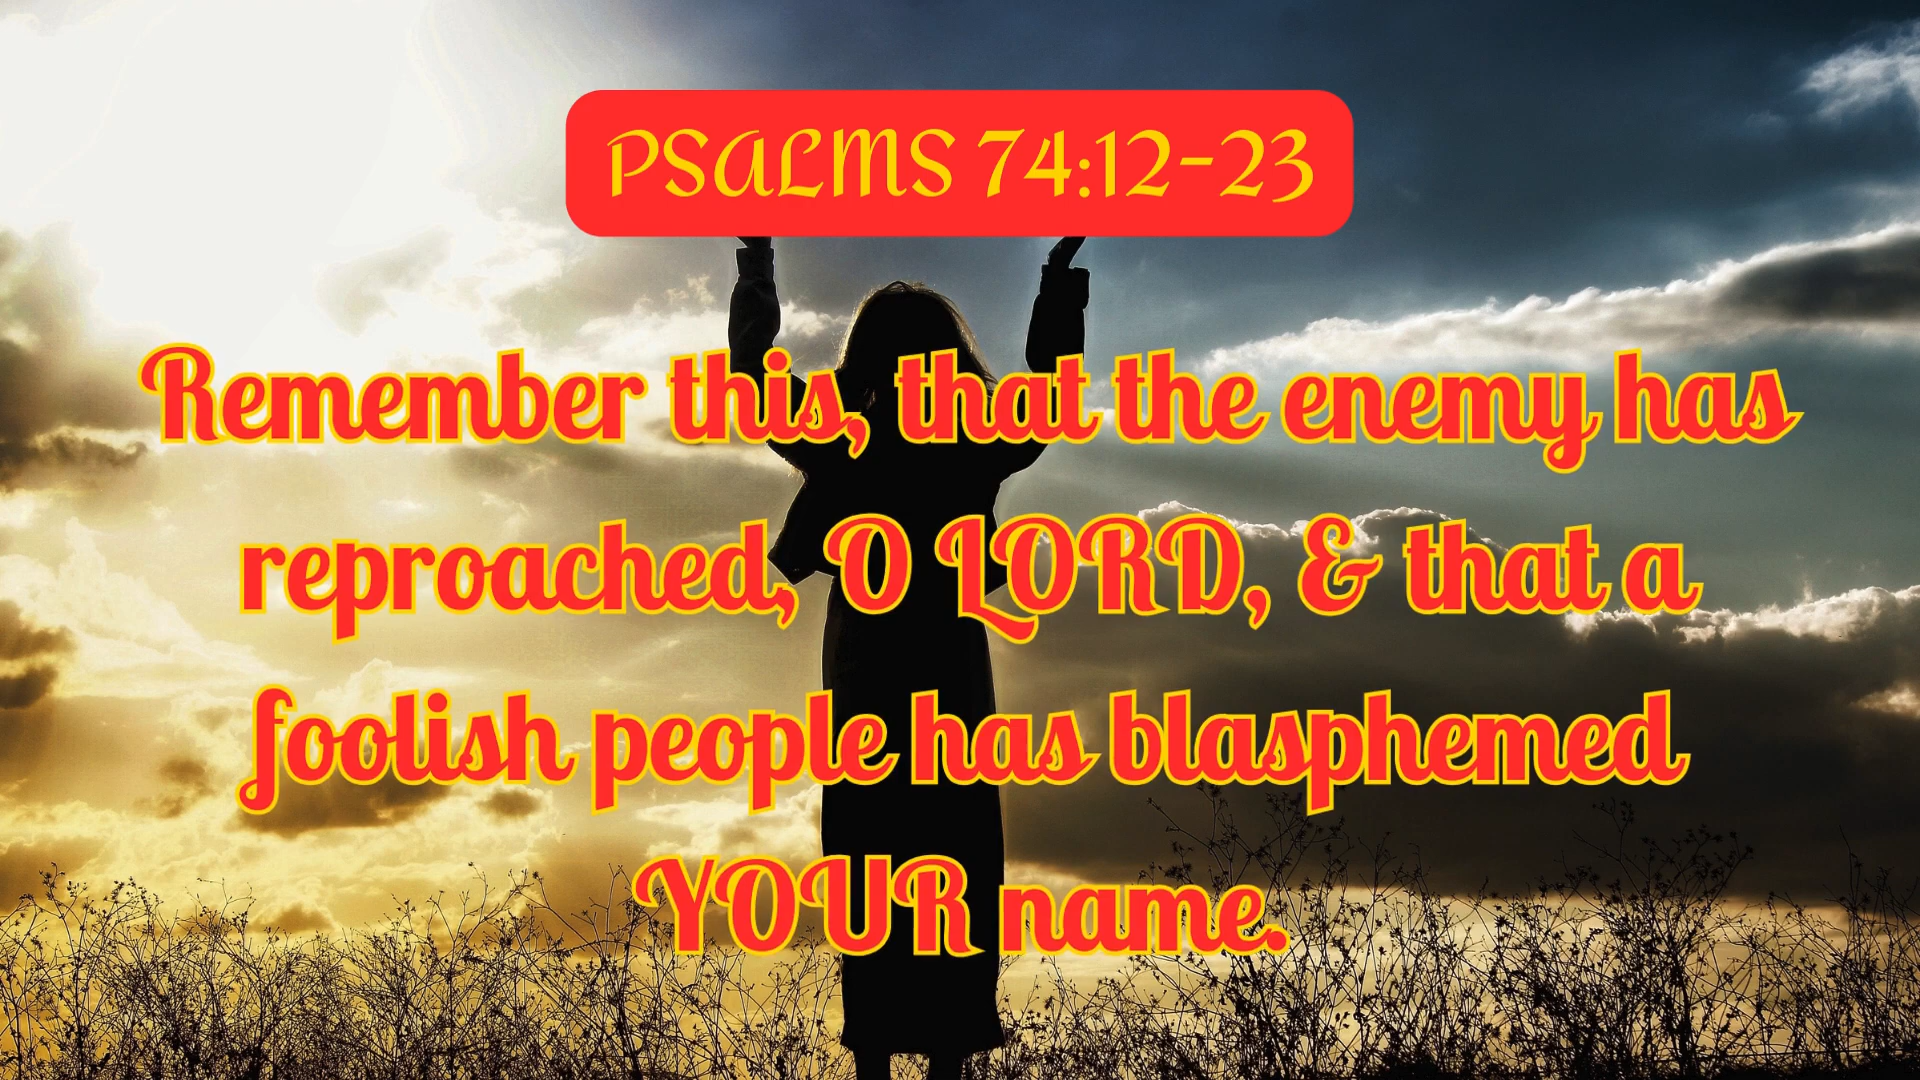 PSALMS 74:12-23
Remember this, that the enemy has
reproached, O LORD, & that a
foolish people has blasphemed
YOUR name.